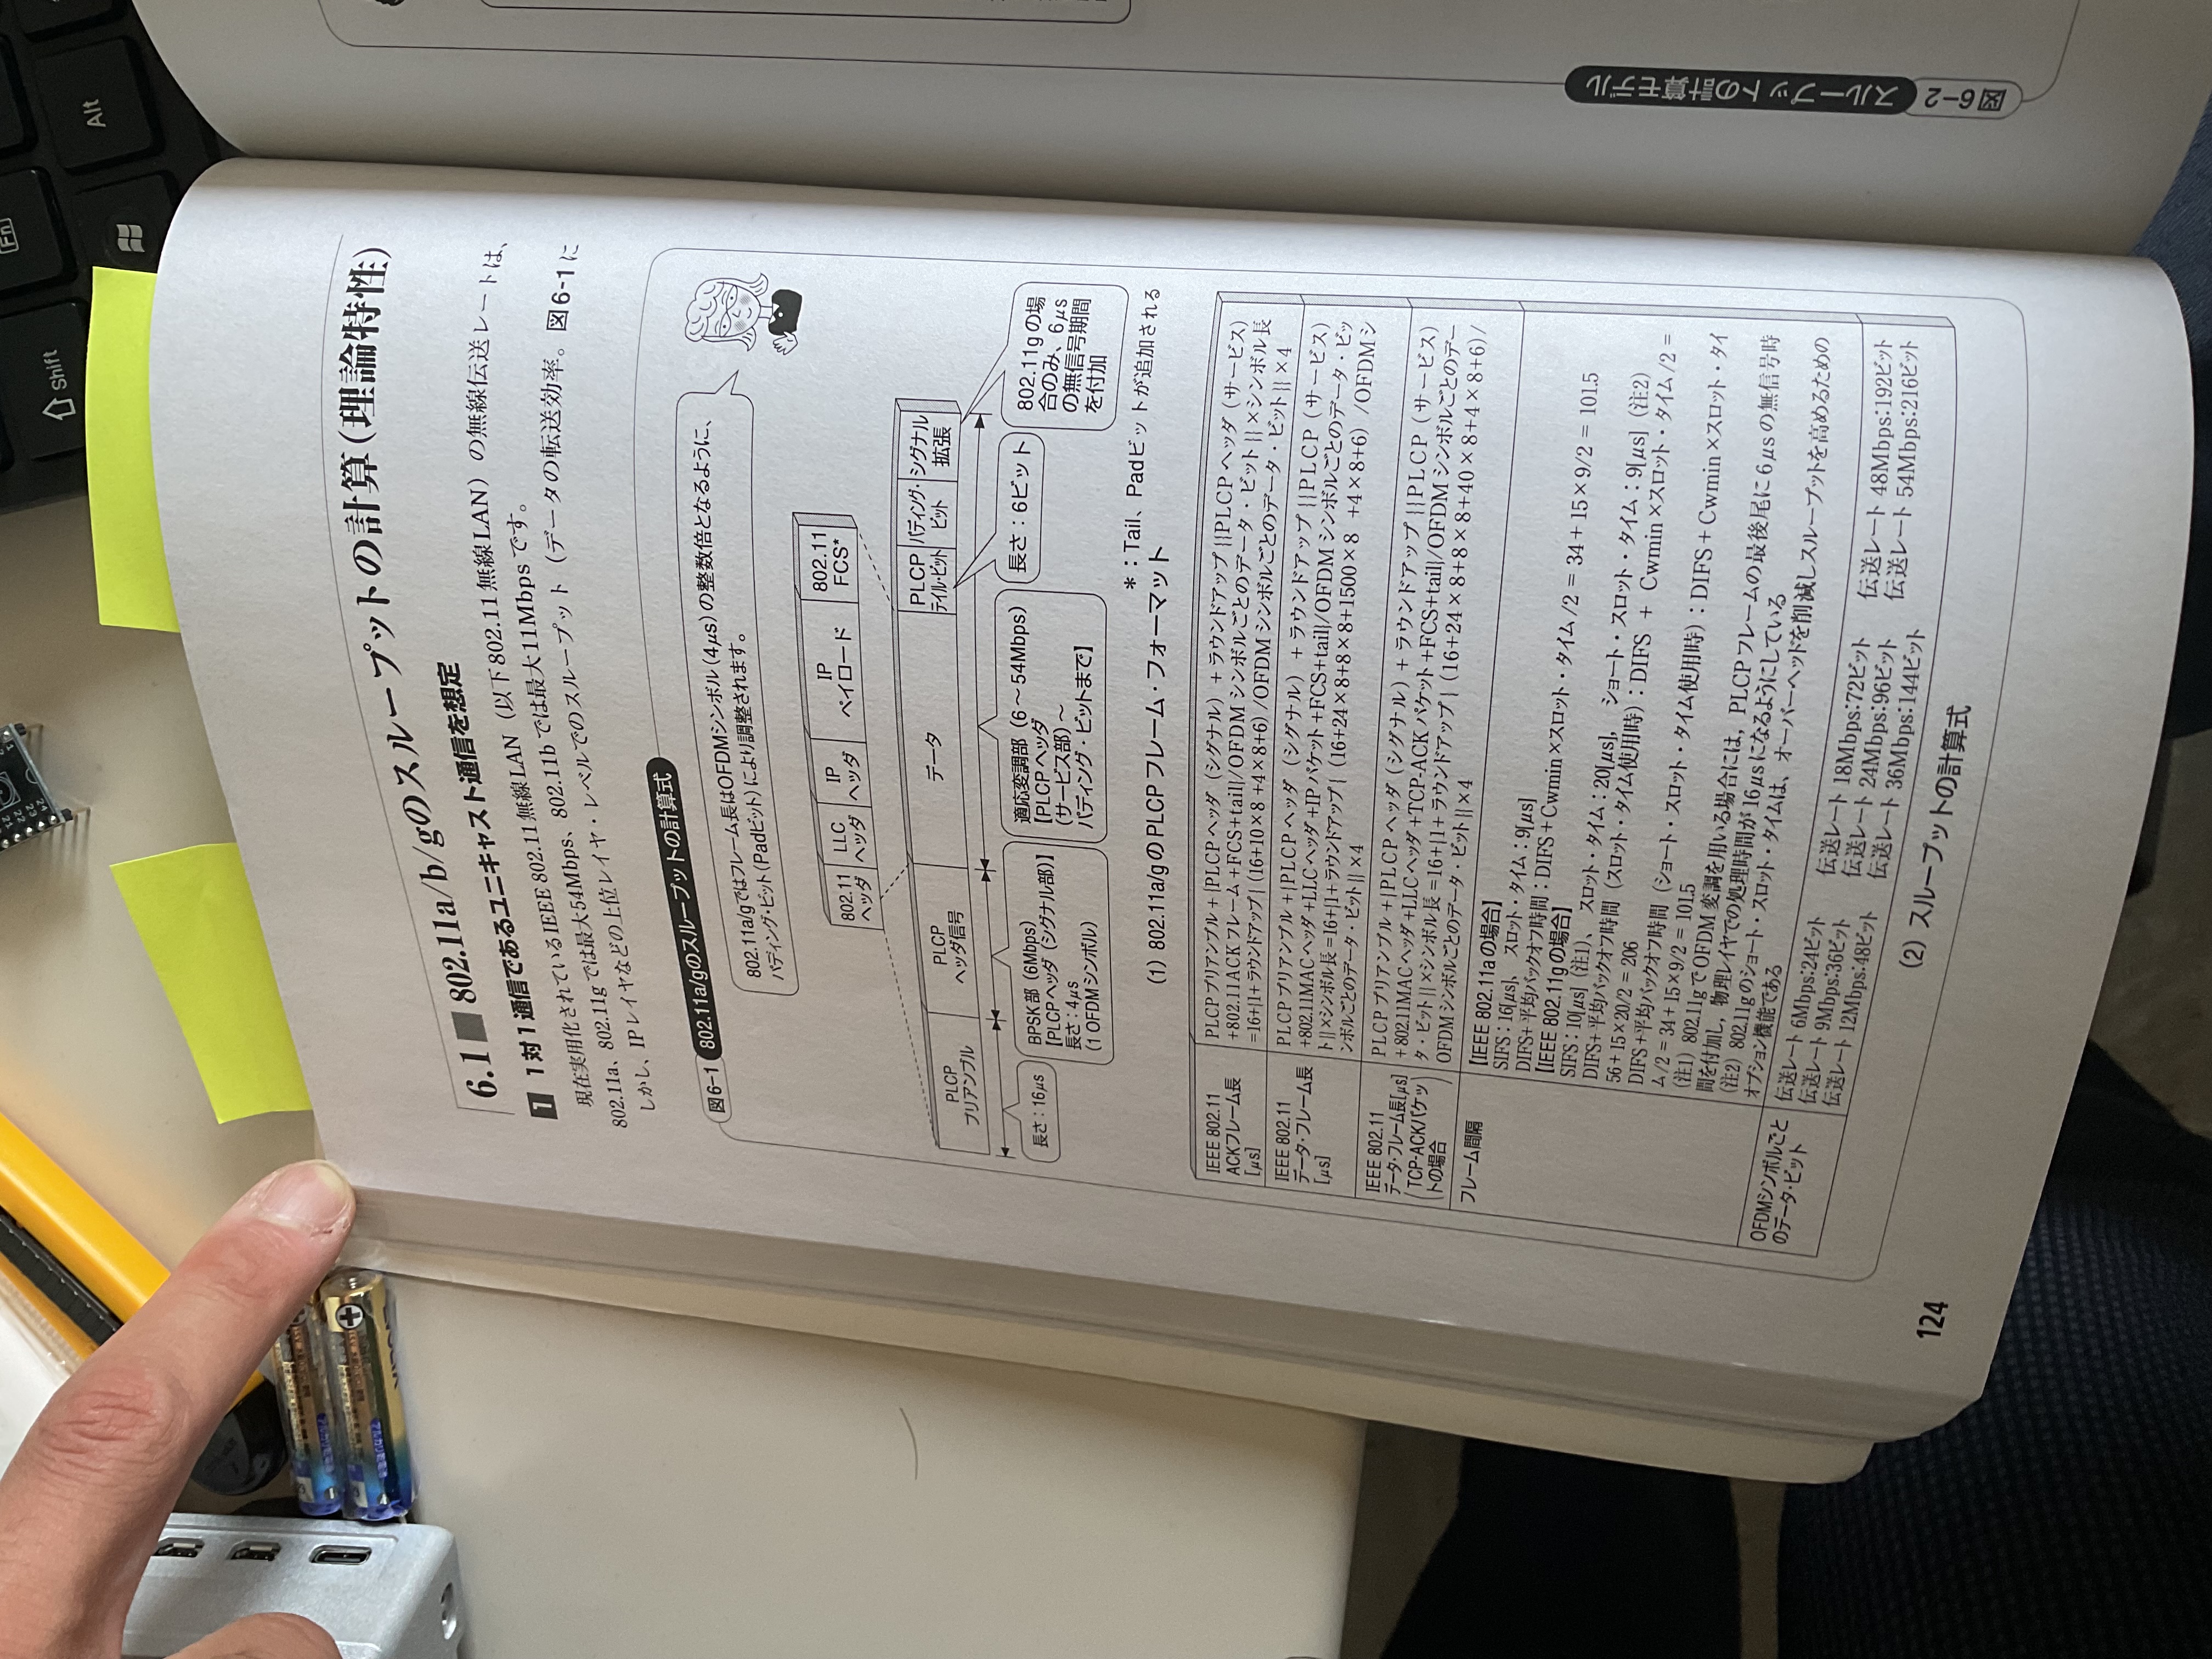 Fn
Shift
Alt
21
22
23
24
6.1 ■ 802.11a/b/gのスループットの計算(理論特性)
1 1対1通信であるユニキャスト通信を想定
現在実用化されているIEEE 802.11無線LAN（以下802.11無線LAN）の無線伝送レートは、
802.11a、802.11gでは最大54Mbps、802.11bでは最大11Mbpsです。
しかし、IPレイヤなどの上位レイヤ・レベルでのスループット（データの転送効率。図6-1に
図6-1 802.11a/gのスループットの計算式
802.11a/gではフレーム長はOFDMシンボル(4μs)の整数倍となるように、
パディング・ビット(Padビット)により調整されます。
802.11
ヘッダ
LLC
ヘッダ
IP
ヘッダ
IP
ペイロード
802.11
FCS*
PLCP
プリアンブル
PLCP
ヘッダ信号
データ
PLCP
テイル・ビット
パディング・
ビット
シグナル
拡張
長さ：16μs
BPSK部（6Mbps）
【PLCPヘッダ（シグナル部）】
長さ：4μs
（1 OFDMシンボル）
適応変調部（6～54Mbps）
【PLCPヘッダ
（サービス部）～
パディング・ビットまで】
長さ：6ビット
802.11gの場
合のみ、6μs
の無信号期間
を付加
＊：Tail、Padビットが追加される
（1）802.11a/gのPLCPフレーム・フォーマット
IEEE 802.11
ACKフレーム長
[μs]
PLCPプリアンブル＋{PLCPヘッダ（シグナル）＋ラウンドアップ{{PLCPヘッダ（サービス）
+802.11ACKフレーム+FCS+tail}/OFDMシンボルごとのデータ・ビット}}×シンボル長
=16+{1+ラウンドアップ{（16+10×8 +4×8+6）/OFDMシンボルごとのデータ・ビット}}×4
IEEE 802.11
データ・フレーム長
[μs]
PLCPプリアンブル+{PLCPヘッダ（シグナル）＋ラウンドアップ{{PLCP（サービス）
+802.11MACヘッダ+LLCヘッダ+IPパケット+FCS+tail}/OFDMシンボルごとのデータ・ビッ
ト}}×シンボル長=16+{1+ラウンドアップ{（16+24×8+8×8+1500×8 +4×8+6）/OFDMシ
ンボルごとのデータ・ビット}}×4
IEEE 802.11
データ・フレーム長[μs]
（TCP-ACKパケッ
トの場合）
PLCPプリアンブル+{PLCPヘッダ（シグナル）＋ラウンドアップ{{PLCP（サービス）
+802.11MACヘッダ+LLCヘッダ+TCP-ACKパケット+FCS+tail}/OFDMシンボルごとのデー
タ・ビット}}×シンボル長=16+{1+ラウンドアップ{（16+24×8+8×8+40×8+4×8+6）/
OFDMシンボルごとのデータ・ビット}}×4
フレーム間隔
【IEEE 802.11aの場合】
SIFS：16[μs]、 スロット・タイム：9[μs]
DIFS+平均バックオフ時間：DIFS+Cwmin×スロット・タイム/2 = 34+15×9/2 = 101.5
【IEEE 802.11gの場合】
SIFS：10[μs]（注1）、 スロット・タイム：20[μs]， ショート・スロット・タイム：9[μs]（注2）
DIFS+平均バックオフ時間（スロット・タイム使用時）：DIFS + Cwmin×スロット・タイム/2 =
56+15×20/2 = 206
DIFS+平均バックオフ時間（ショート・スロット・タイム使用時）：DIFS+Cwmin×スロット・タイ
ム/2 = 34+15×9/2 = 101.5
（注1）802.11gでOFDM変調を用いる場合には，PLCPフレームの最後尾に6μsの無信号時
間を付加し，物理レイヤでの処理時間が16μsになるようにしている
（注2）802.11gのショート・スロット・タイムは、オーバーヘッドを削減しスループットを高めるための
オプション機能である
OFDMシンボルごと
のデータ・ビット
伝送レート 6Mbps:24ビット 伝送レート 18Mbps:72ビット 伝送レート 48Mbps:192ビット
伝送レート 9Mbps:36ビット 伝送レート 24Mbps:96ビット 伝送レート 54Mbps:216ビット
伝送レート 12Mbps:48ビット 伝送レート 36Mbps:144ビット
（2）スループットの計算式
124
図6-2 スループットの計算モデル